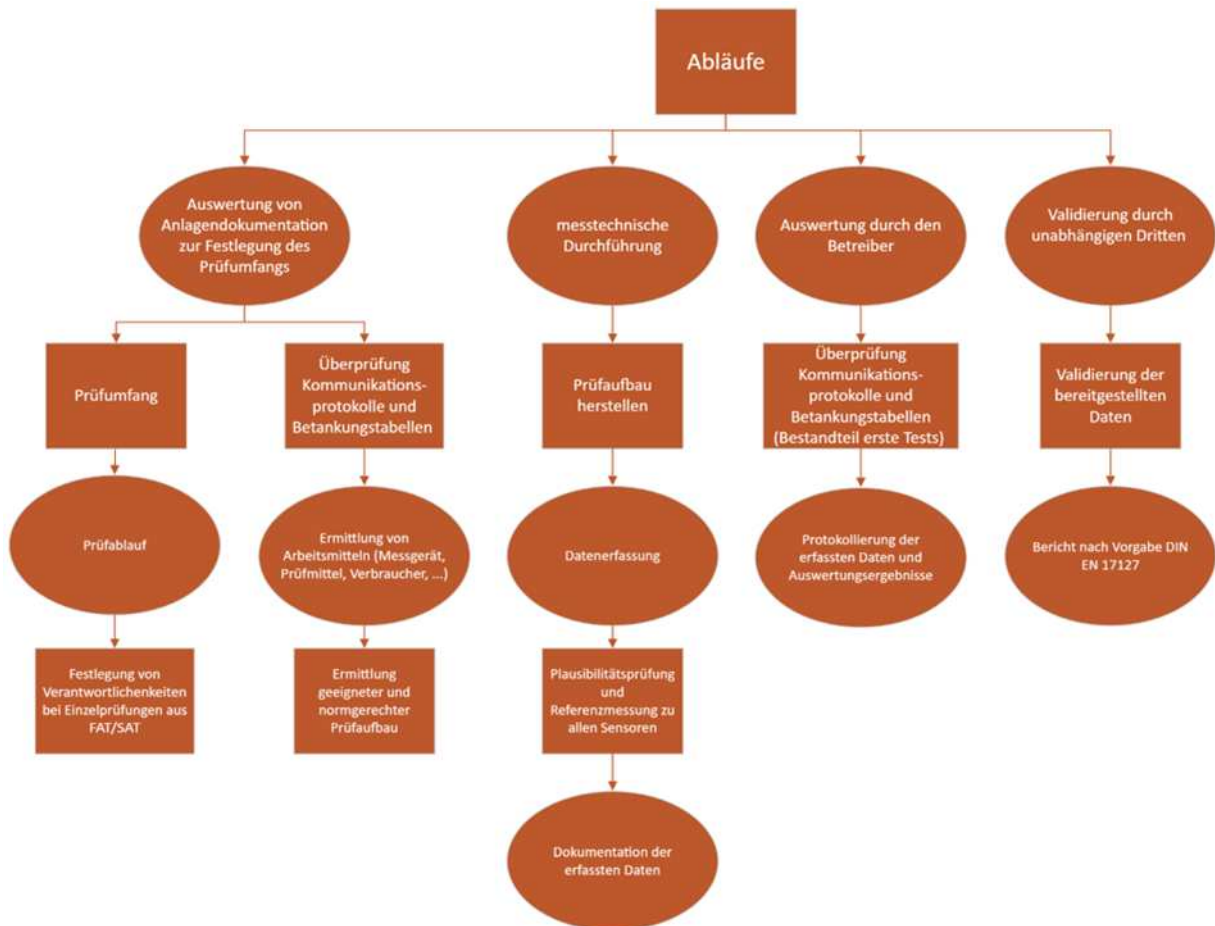 Abläufe
Auswertung von
Anlagendokumentation
zur Festlegung des
Prüfumfangs
messtechnische
Durchführung
Auswertung durch den
Betreiber
Validierung durch
unabhängigen Dritten
Prüfumfang
Überprüfung
Kommunikations-
protokolle und
Betankungstabellen
Prüfaufbau
herstellen
Überprüfung
Kommunikations-
protokolle und
Betankungstabellen
(Bestandteil erste Tests)
Validierung der
bereitgestellten
Daten
Prüfablauf
Ermittlung von
Arbeitsmitteln (Messgerät,
Prüfmittel, Verbraucher, ...)
Datenerfassung
Protokollierung der
erfassten Daten und
Auswertungsergebnisse
Bericht nach Vorgabe DIN
EN 17127
Festlegung von
Verantwortlichenkeiten
bei Einzelprüfungen aus
FAT/SAT
Ermittlung
geeigneter und
normgerechter
Prüfaufbau
Plausibilitätsprüfung
und
Referenzmessung zu
allen Sensoren
Dokumentation der
erfassten Daten